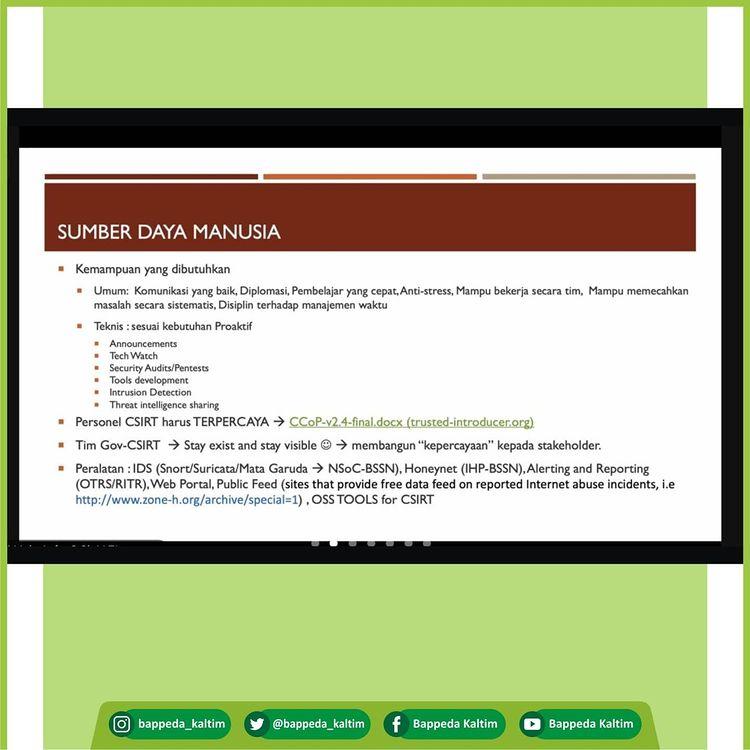 SUMBER DAYA MANUSIA
Kemampuan yang dibutuhkan
Umum: Komunikasi yang baik, Diplomasi, Pembelajar yang cepat, Anti-stress, Mampu bekerja secara tim, Mampu memecahkan
masalah secara sistematis, Disiplin terhadap manajemen waktu
Teknis : sesuai kebutuhan Proaktif
Announcements
Tech Watch
Security Audits/Pentests
Tools development
Intrusion Detection
Threat intelligence sharing
Personel CSIRT harus TERPERCAYA → CCoP-v2.4-final.docx (trusted-introducer.org)
Tim Gov-CSIRT → Stay exist and stay visible ☺ → membangun “kepercayaan” kepada stakeholder.
Peralatan : IDS (Snort/Suricata/Mata Garuda → NSoC-BSSN), Honeynet (IHP-BSSN), Alerting and Reporting
(OTRS/RITR), Web Portal, Public Feed (sites that provide free data feed on reported Internet abuse incidents, i.e
http://www.zone-h.org/archive/special=1) , OSS TOOLS for CSIRT
bappeda_kaltim
@bappeda_kaltim
Bappeda Kaltim
Bappeda Kaltim